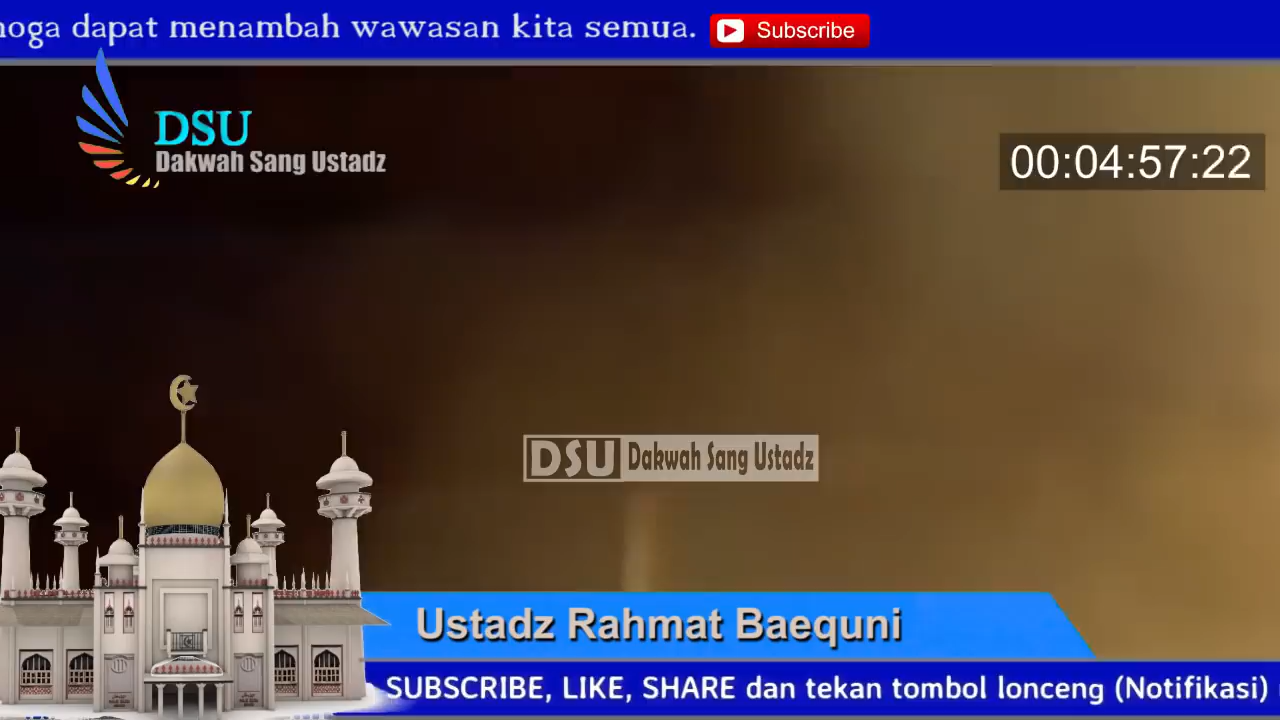 dapat menambah wawasan kita semua. Subscribe
DSU
Dakwah Sang Ustadz
00:04:57:22
DSU Dakwah Sang Ustadz
Ustadz Rahmat Baequni
SUBSCRIBE, LIKE, SHARE dan tekan tombol lonceng (Notifikasi)